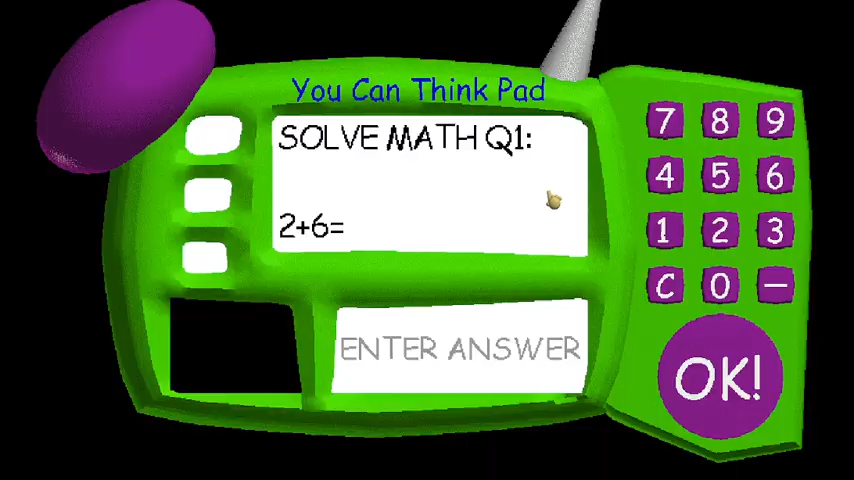 You Can Think Pad
SOLVE MATH Q1:
2+6=
ENTER ANSWER
7 8 9
4 5 6
1 2 3
C 0 −
OK!